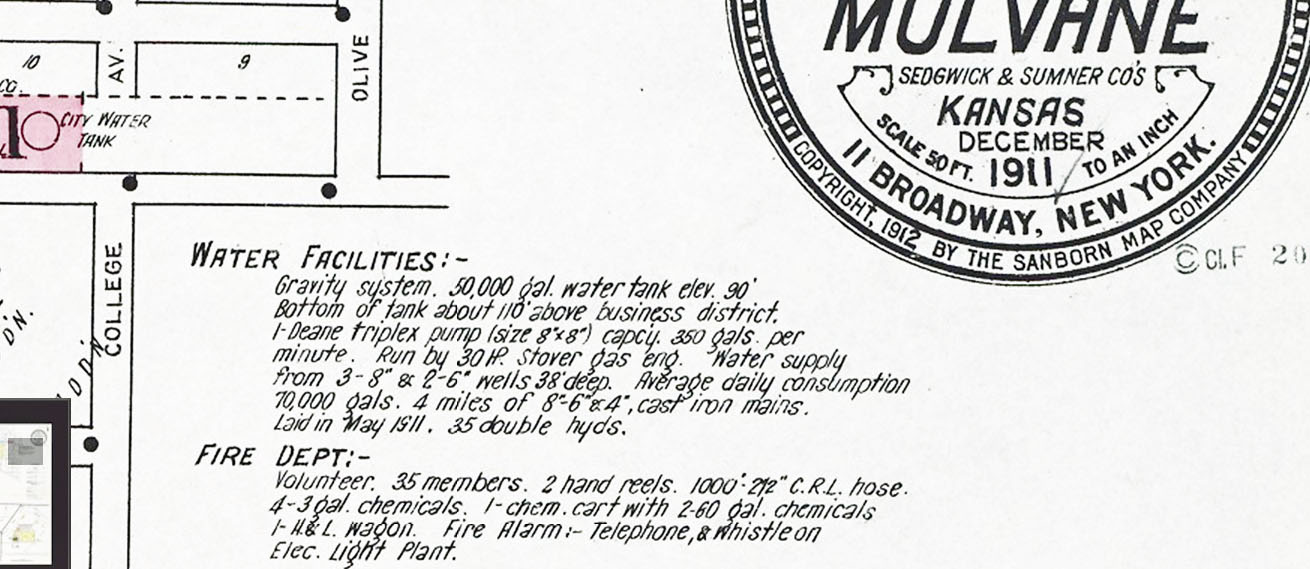 MULVANE
SEDGWICK & SUMNER CO'S
KANSAS
DECEMBER
1911
SCALE 50 FT. TO AN INCH
11 BROADWAY, NEW YORK.
COPYRIGHT, 1912 BY THE SANBORN MAP COMPANY
© CLF 20
10
AV.
9
OLIVE
CO.
CITY WATER
TANK
COLLEGE
DN.
ODD'N
WATER FACILITIES:-
Gravity system. 50,000 gal. water tank elev. 90'
Bottom of tank about 110' above business district.
1-Deane triplex pump (size 8"x8") capcy. 350 gals. per
minute. Run by 30 HP. Stover gas eng. Water supply
from 3-8" & 2-6" wells 38' deep. Average daily consumption
70,000 gals. 4 miles of 8"-6"&4", cast iron mains.
Laid in May 1911. 35 double hyds.
FIRE DEPT:-
Volunteer. 35 members. 2 hand reels. 1000'-2½" C.R.L. hose.
4-3 gal. chemicals. 1-chem. cart with 2-60 gal. chemicals
1-H.& L. wagon. Fire Alarm:- Telephone, & Whistle on
Elec. Light Plant.